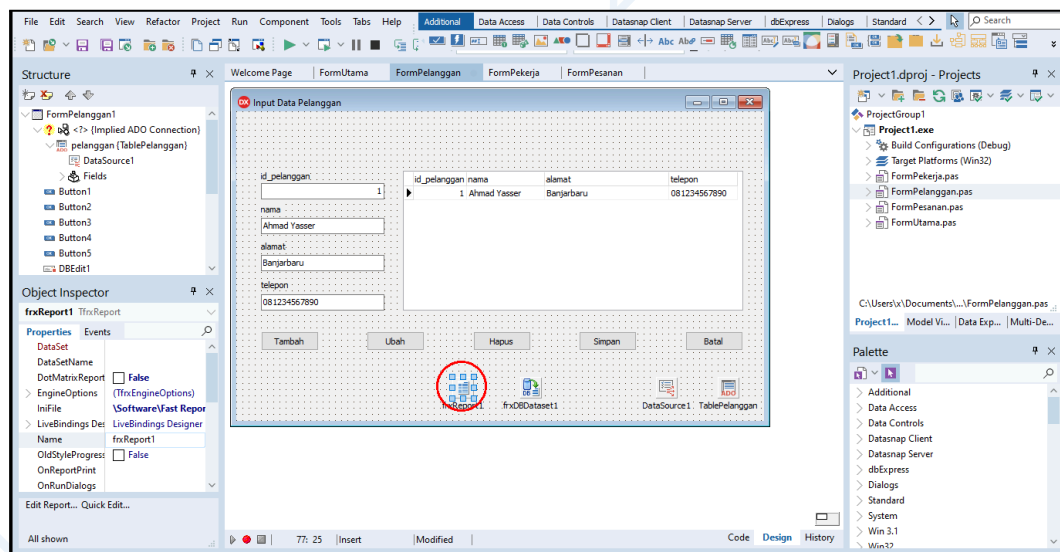 File Edit Search View Refactor Project Run Component Tools Tabs Help Additional Data Access Data Controls Datasnap Client Datasnap Server dbExpress Dialogs Standard Search
Structure
FormPelanggan1
<?> {Implied ADO Connection}
pelanggan {TablePelanggan}
DataSource1
Fields
Button1
Button2
Button3
Button4
Button5
DBEdit1
Object Inspector
frxReport1 TfrxReport
Properties Events
DataSet
DataSetName
DotMatrixReport False
EngineOptions (TfrxEngineOptions)
IniFile \Software\Fast Repor
LiveBindings Des LiveBindings Designer
Name frxReport1
OldStyleProgress False
OnReportPrint
OnRunDialogs
Edit Report... Quick Edit...
All shown
Welcome Page FormUtama FormPelanggan FormPekerja FormPesanan
Input Data Pelanggan
id_pelanggan
1
nama
Ahmad Yasser
alamat
Banjarbaru
telepon
081234567890
id_pelanggan nama alamat telepon
1 Ahmad Yasser Banjarbaru 081234567890
Tambah Ubah Hapus Simpan Batal
frxReport1 frxDBDataset1 DataSource1 TablePelanggan
77: 25 Insert Modified Code Design History
Project1.dproj - Projects
ProjectGroup1
Project1.exe
Build Configurations (Debug)
Target Platforms (Win32)
FormPekerja.pas
FormPelanggan.pas
FormPesanan.pas
FormUtama.pas
C:\Users\x\Documents\...\FormPelanggan.pas
Project1... Model Vi... Data Exp... Multi-De...
Palette
Additional
Data Access
Data Controls
Datasnap Client
Datasnap Server
dbExpress
Dialogs
Standard
System
Win 3.1
Win32